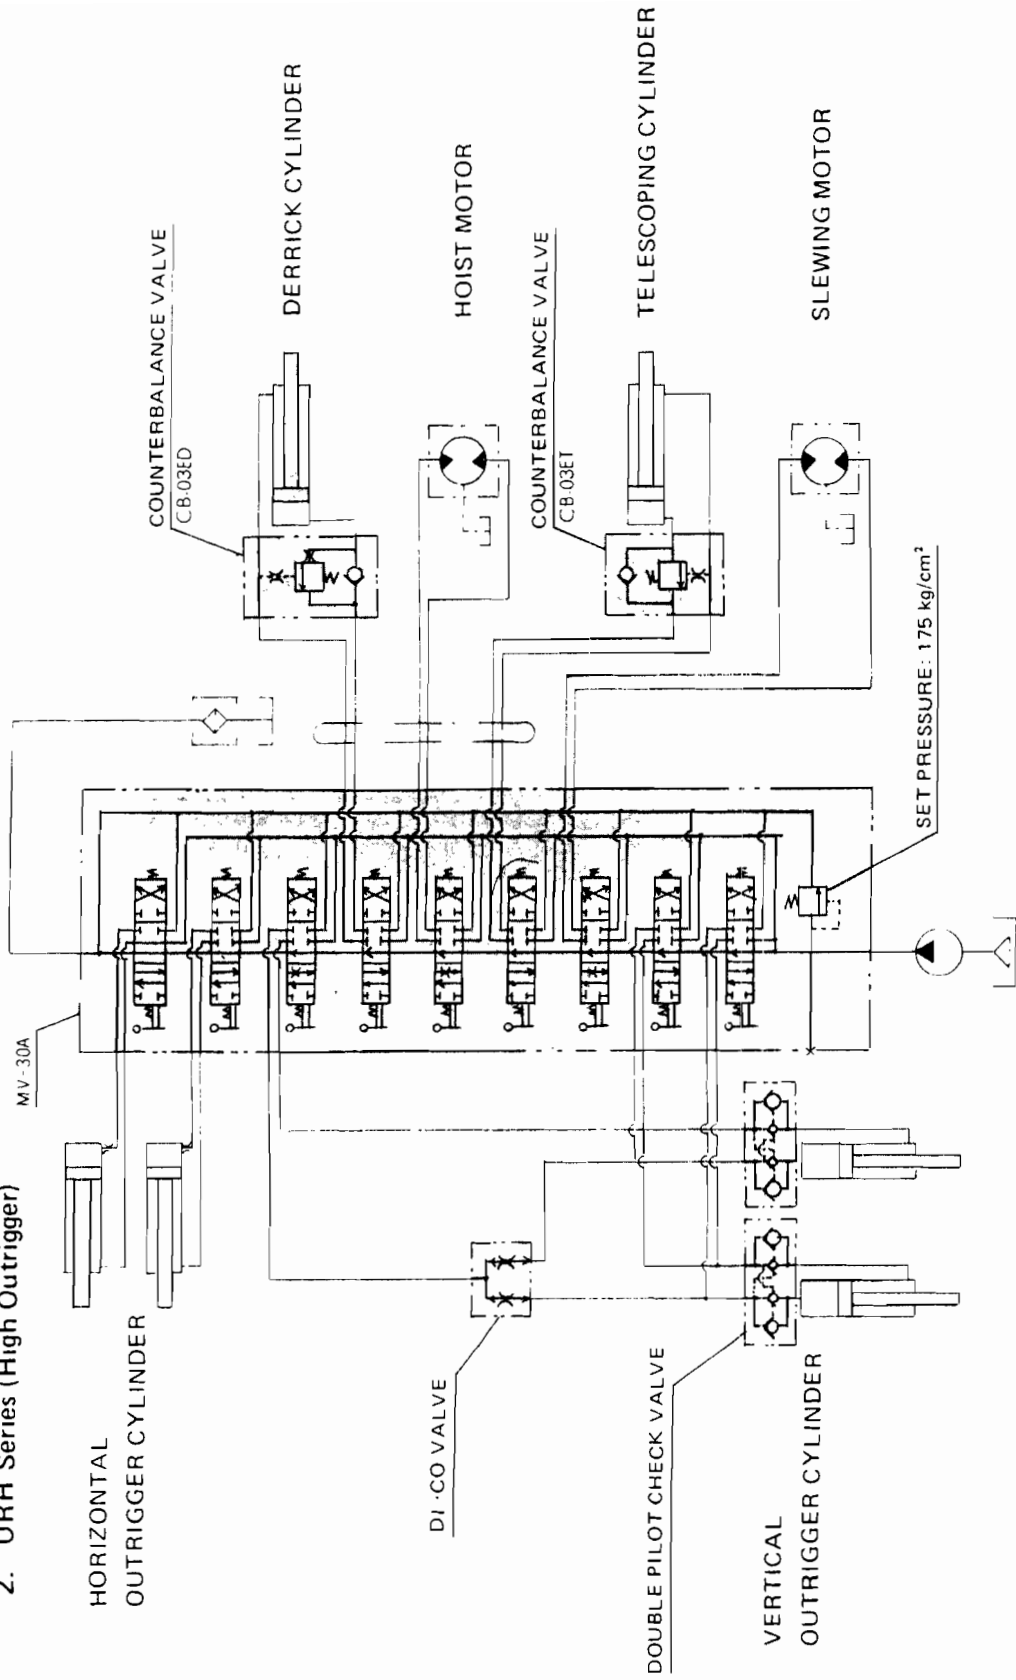 2. URH Series (High Outrigger)
HORIZONTAL
OUTRIGGER CYLINDER
MV-30A
COUNTERBALANCE VALVE
CB-03ED
DERRICK CYLINDER
HOIST MOTOR
DI·CO VALVE
COUNTERBALANCE VALVE
CB-03ET
TELESCOPING CYLINDER
DOUBLE PILOT CHECK VALVE
VERTICAL
OUTRIGGER CYLINDER
SLEWING MOTOR
SET PRESSURE: 175 kg/cm²